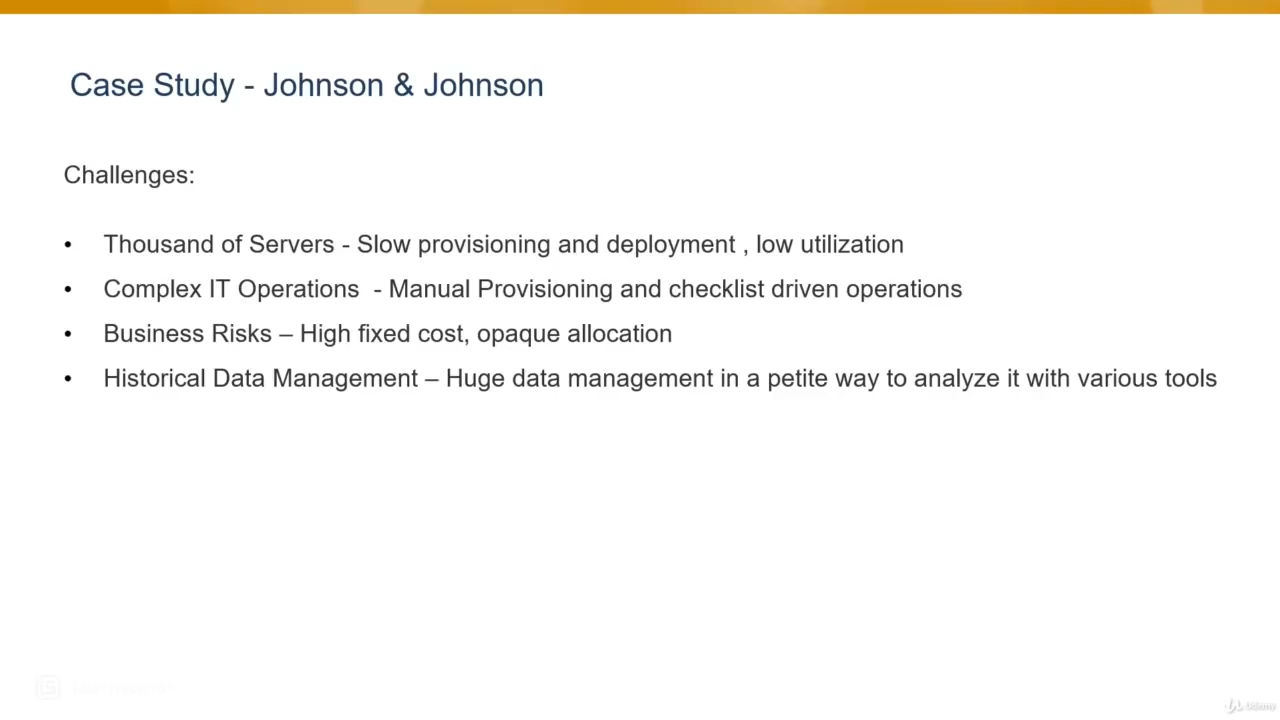 Case Study - Johnson & Johnson
Challenges:
• Thousand of Servers - Slow provisioning and deployment , low utilization
• Complex IT Operations  - Manual Provisioning and checklist driven operations
• Business Risks – High fixed cost, opaque allocation
• Historical Data Management – Huge data management in a petite way to analyze it with various tools
Udemy